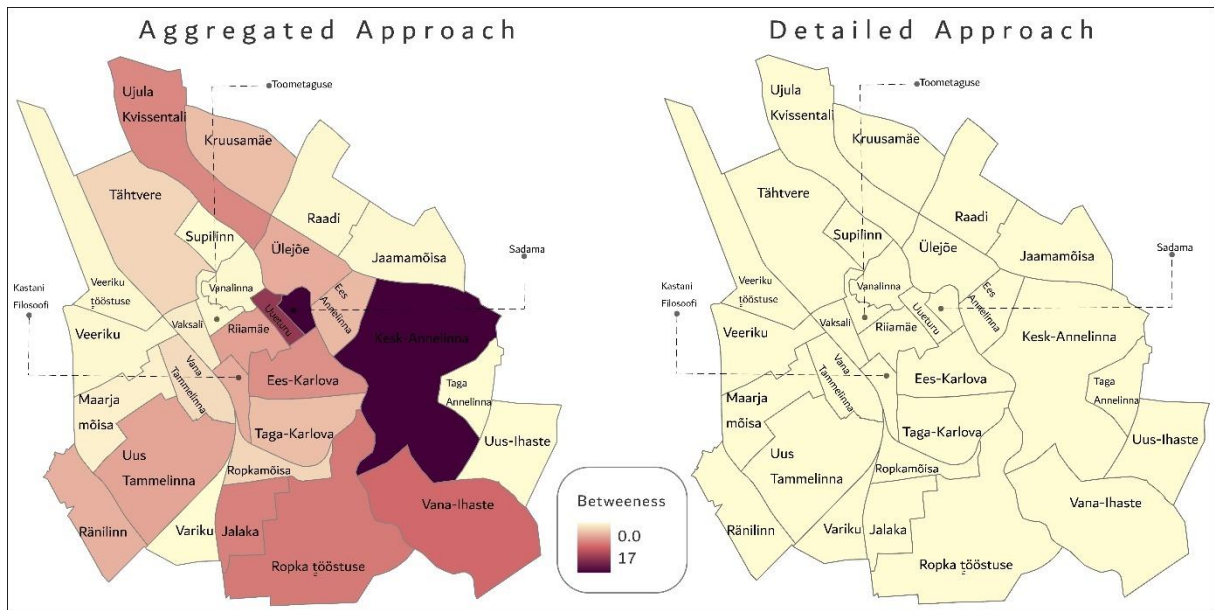 Aggregated Approach
Toometaguse
Ujula
Kvissentali
Kruusamäe
Tähtvere
Raadi
Supilinn
Ülejõe
Sadama
Jaamamõisa
Kastani
Filosoofi
Veeriku
tööstuse
Vanalinna
Ees
Annelinna
Uueturu
Vaksali
Riiamäe
Veeriku
Kesk-Annelinna
Vana
Tammelinna
Ees-Karlova
Taga
Annelinna
Maarja
mõisa
Taga-Karlova
Uus-Ihaste
Uus
Tammelinna
Ropkamõisa
Vana-Ihaste
Ränilinn
Variku
Jalaka
Ropka tööstuse
Betweeness
0.0
17
Detailed Approach
Toometaguse
Ujula
Kvissentali
Kruusamäe
Tähtvere
Raadi
Supilinn
Ülejõe
Sadama
Jaamamõisa
Kastani
Filosoofi
Veeriku
tööstuse
Vanalinna
Ees
Annelinna
Uueturu
Vaksali
Riiamäe
Veeriku
Kesk-Annelinna
Vana
Tammelinna
Ees-Karlova
Taga
Annelinna
Maarja
mõisa
Taga-Karlova
Uus-Ihaste
Uus
Tammelinna
Ropkamõisa
Vana-Ihaste
Ränilinn
Variku
Jalaka
Ropka tööstuse